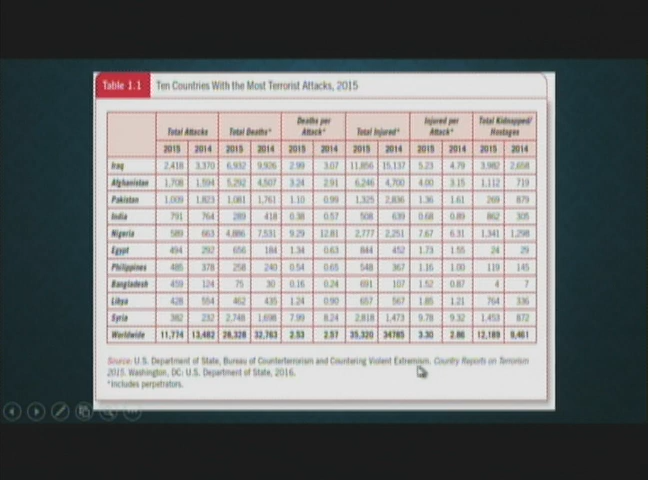 Table 1.1 Ten Countries With the Most Terrorist Attacks, 2015
Total Attacks Total Deaths* Deaths per Attack* Total Injured* Injured per Attack* Total Kidnapped/ Hostages
2015 2014 2015 2014 2015 2014 2015 2014 2015 2014 2015 2014
Iraq 2,418 3,370 6,932 9,926 2.99 3.07 11,856 15,137 5.23 4.79 3,982 2,658
Afghanistan 1,708 1,594 5,292 4,507 3.24 2.91 6,246 4,700 4.00 3.15 1,112 719
Pakistan 1,009 1,823 1,081 1,761 1.10 0.99 1,325 2,836 1.36 1.61 269 879
India 791 764 289 418 0.38 0.57 508 639 0.68 0.89 862 305
Nigeria 589 663 4,886 7,531 9.29 12.81 2,777 2,251 7.67 6.31 1,341 1,298
Egypt 494 292 656 184 1.34 0.63 844 452 1.73 1.55 24 29
Philippines 485 378 258 240 0.54 0.65 548 367 1.16 1.00 119 145
Bangladesh 459 124 75 30 0.16 0.24 691 107 1.52 0.87 4 7
Libya 428 554 462 435 1.24 0.90 657 567 1.85 1.21 764 336
Syria 382 232 2,748 1,698 7.99 8.24 2,818 1,473 9.78 9.32 1,453 872
Worldwide 11,774 13,482 28,328 32,763 2.53 2.57 35,320 34785 3.30 2.86 12,189 9,461
Source: U.S. Department of State, Bureau of Counterterrorism and Countering Violent Extremism. Country Reports on Terrorism
2015. Washington, DC: U.S. Department of State, 2016.
*Includes perpetrators.